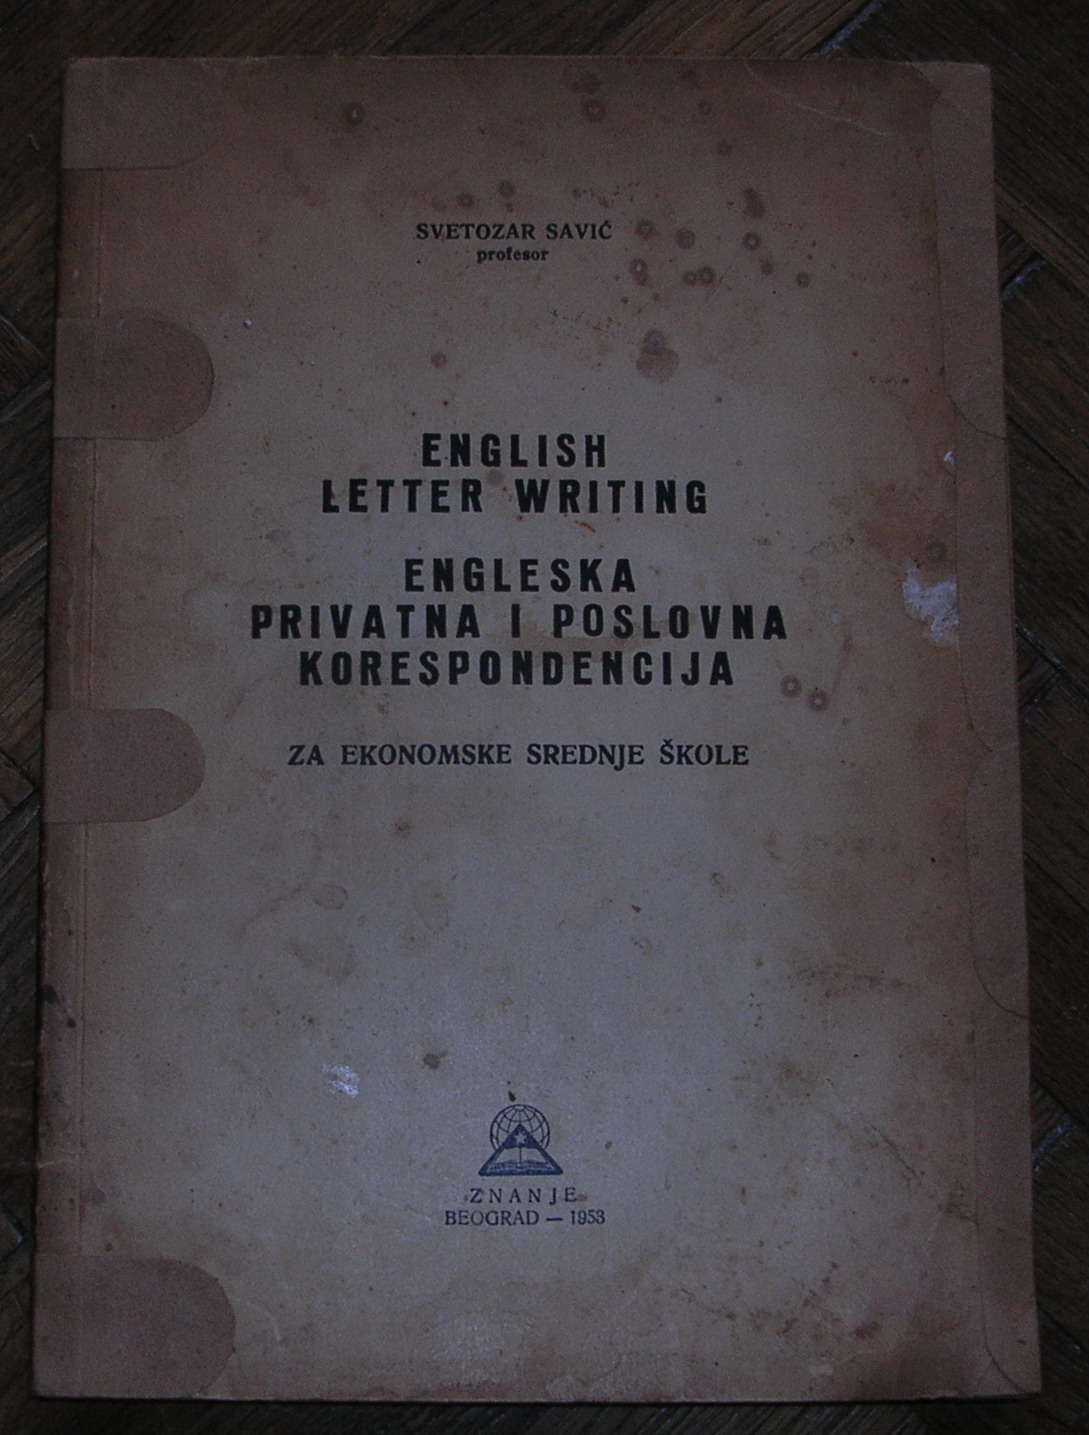 SVETOZAR SAVIĆ
profesor
ENGLISH
LETTER WRITING
ENGLESKA
PRIVATNA I POSLOVNA
KORESPONDENCIJA
ZA EKONOMSKE SREDNJE ŠKOLE
ZNANJE
BEOGRAD — 1953